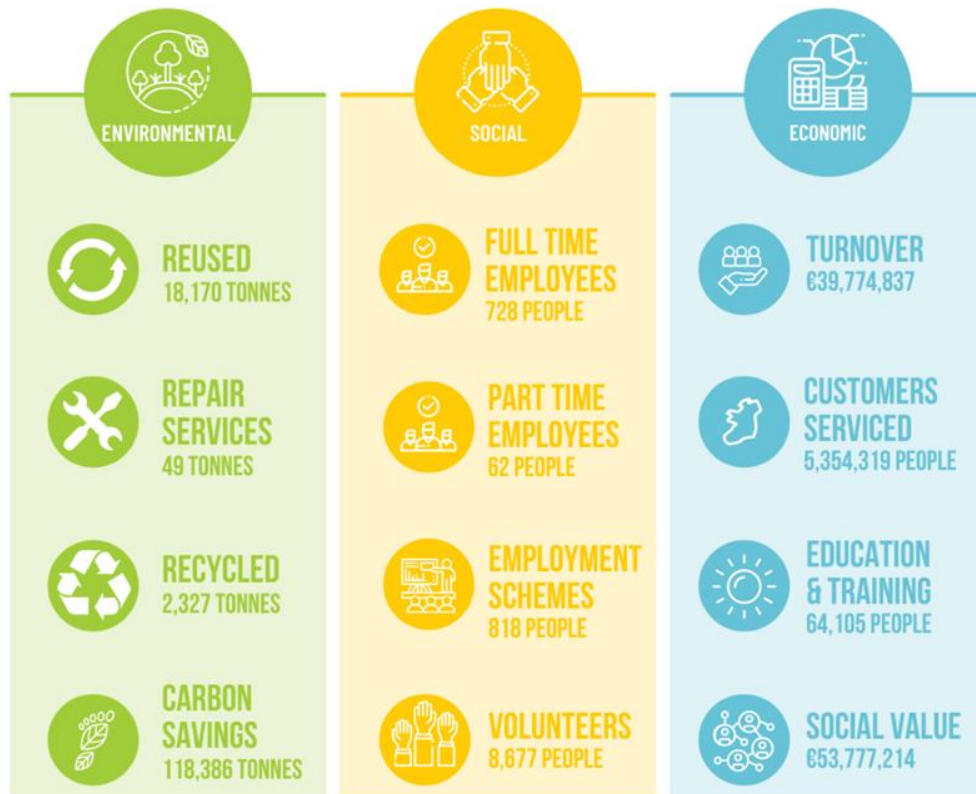 ENVIRONMENTAL
REUSED
18,170 TONNES
REPAIR
SERVICES
49 TONNES
RECYCLED
2,327 TONNES
CARBON
SAVINGS
118,386 TONNES
SOCIAL
FULL TIME
EMPLOYEES
728 PEOPLE
PART TIME
EMPLOYEES
62 PEOPLE
EMPLOYMENT
SCHEMES
818 PEOPLE
VOLUNTEERS
8,677 PEOPLE
ECONOMIC
TURNOVER
€39,774,837
CUSTOMERS
SERVICED
5,354,319 PEOPLE
EDUCATION
& TRAINING
64,105 PEOPLE
SOCIAL VALUE
€53,777,214